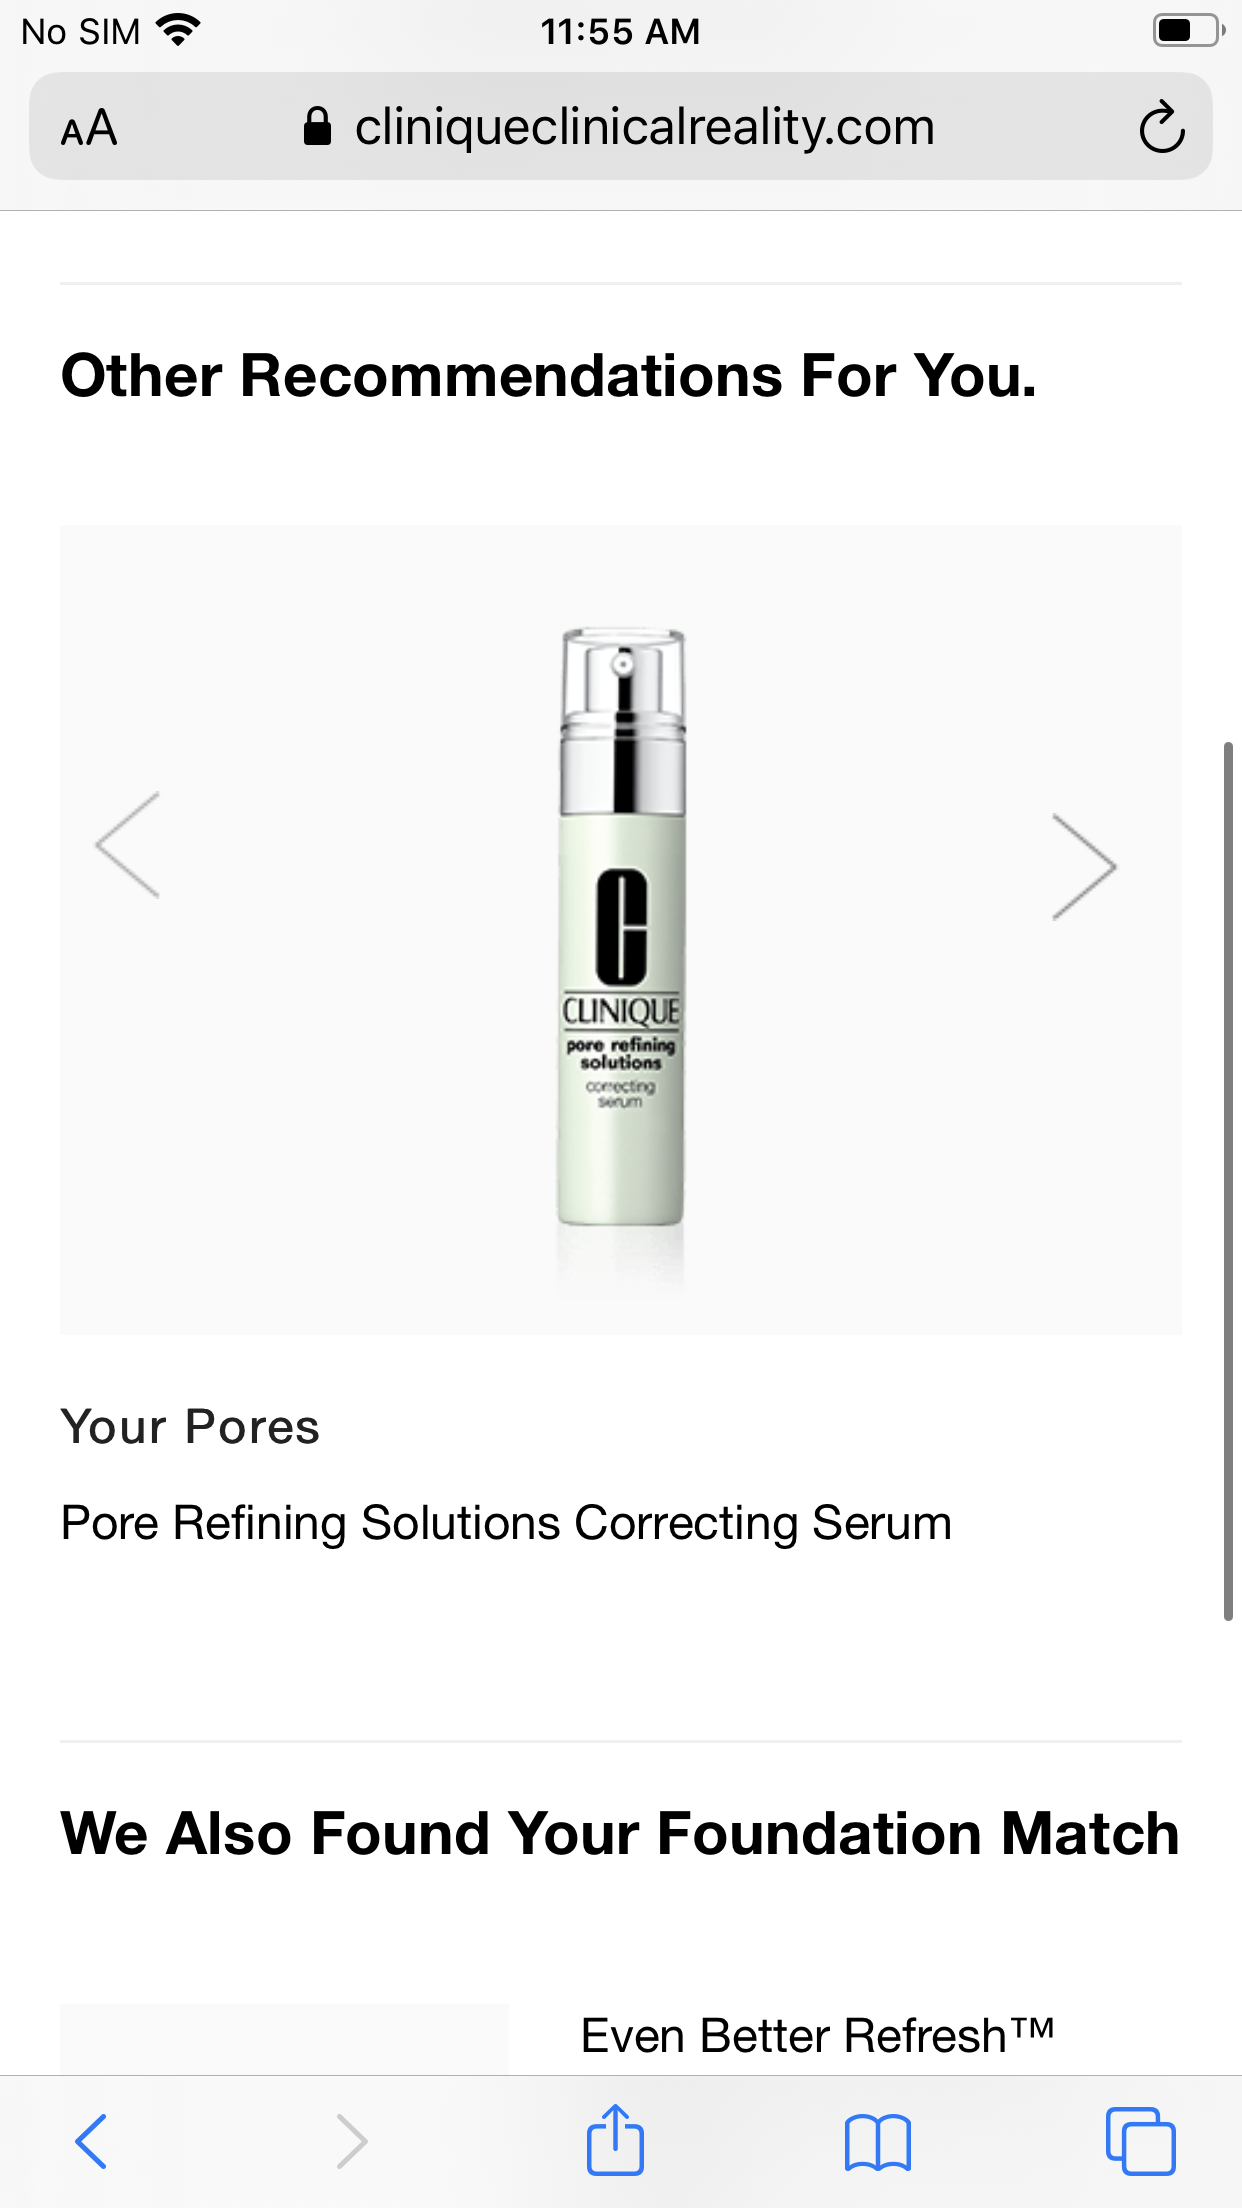 No SIM
11:55 AM
AA
cliniqueclinicalreality.com
Other Recommendations For You.
CLINIQUE
pore refining
solutions
correcting
serum
Your Pores
Pore Refining Solutions Correcting Serum
We Also Found Your Foundation Match
Even Better Refresh™